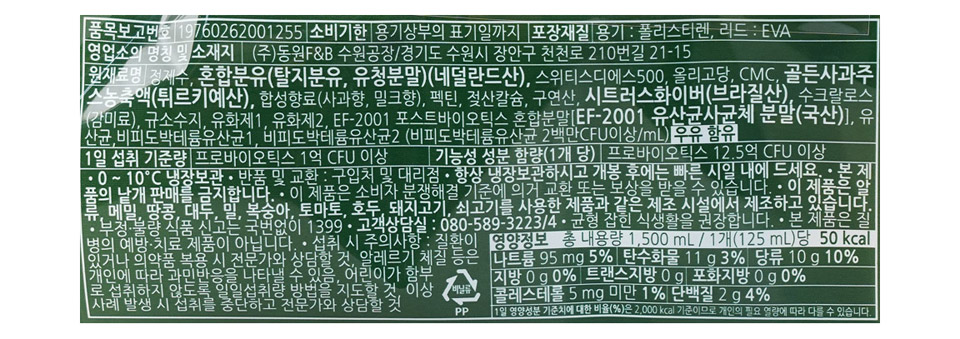 품목보고번호 19760262001255 소비기한 용기상부의 표기일까지 포장재질 용기 : 폴리스티렌, 리드 : EVA
영업소의 명칭 및 소재지 (주)동원F&B 수원공장/경기도 수원시 장안구 천천로 210번길 21-15
원재료명 정제수, 혼합분유(탈지분유, 유청분말)(네덜란드산), 스위티스디에스500, 올리고당, CMC, 골든사과주
스농축액(튀르키예산), 합성향료(사과향, 밀크향), 펙틴, 젖산칼슘, 구연산, 시트러스화이버(브라질산), 수크랄로스
(감미료), 규소수지, 유화제1, 유화제2, EF-2001 포스트바이오틱스 혼합분말[EF-2001 유산균사균체 분말(국산)], 유
산균, 비피도박테륨유산균1, 비피도박테륨유산균2 (비피도박테륨유산균 2백만CFU이상/mL) 우유 함유
1일 섭취 기준량 프로바이오틱스 1억 CFU 이상 기능성 성분 함량(1개 당) 프로바이오틱스 12.5억 CFU 이상
• 0 ~ 10℃ 냉장보관 • 반품 및 교환 : 구입처 및 대리점 • 항상 냉장보관하시고 개봉 후에는 빠른 시일 내에 드세요. • 본 제
품의 낱개 판매를 금지합니다. • 이 제품은 소비자 분쟁해결 기준에 의거 교환 또는 보상을 받을 수 있습니다. • 이 제품은 알
류, 메밀, 땅콩, 대두, 밀, 복숭아, 토마토, 호두, 돼지고기, 쇠고기를 사용한 제품과 같은 제조 시설에서 제조하고 있습니다.
• 부정·불량 식품 신고는 국번없이 1399 • 고객상담실 : 080-589-3223/4 • 균형 잡힌 식생활을 권장합니다. • 본 제품은 질
병의 예방·치료 제품이 아닙니다. • 섭취 시 주의사항 : 질환이
있거나 의약품 복용 시 전문가와 상담할 것, 알레르기 체질 등은
개인에 따라 과민반응을 나타낼 수 있음, 어린이가 함부
로 섭취하지 않도록 일일섭취량 방법을 지도할 것, 이상
사례 발생 시 섭취를 중단하고 전문가와 상담할 것
비닐류
PP
영양정보 총 내용량 1,500 mL / 1개(125 mL)당 50 kcal
나트륨 95 mg 5% 탄수화물 11 g 3% 당류 10 g 10%
지방 0 g 0% 트랜스지방 0 g 포화지방 0 g 0%
콜레스테롤 5 mg 미만 1% 단백질 2 g 4%
1일 영양성분 기준치에 대한 비율(%)은 2,000 kcal 기준이므로 개인의 필요 열량에 따라 다를 수 있습니다.